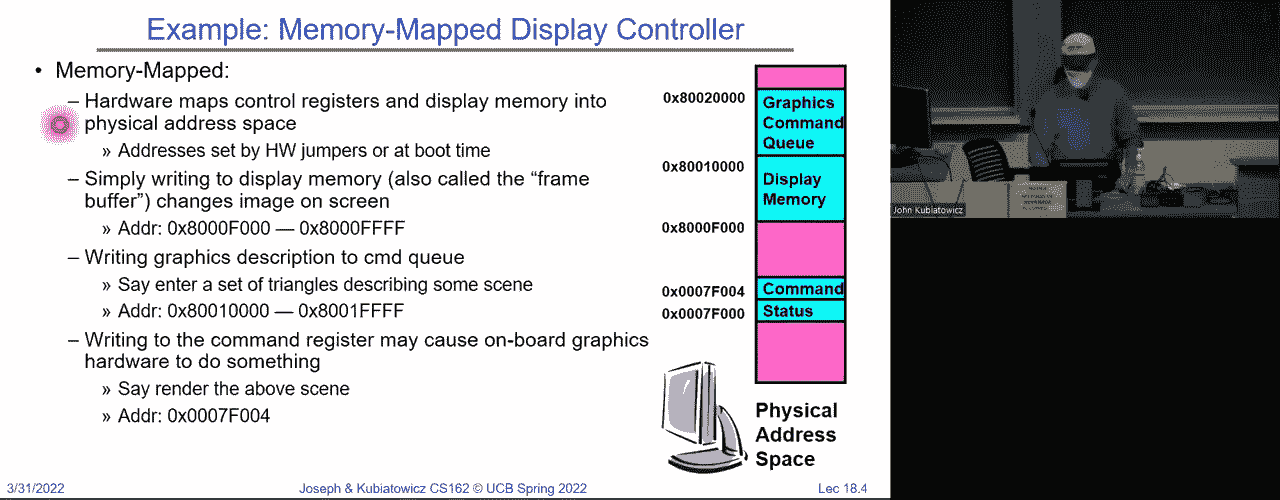 Example: Memory-Mapped Display Controller
• Memory-Mapped:
– Hardware maps control registers and display memory into
physical address space
» Addresses set by HW jumpers or at boot time
– Simply writing to display memory (also called the “frame
buffer”) changes image on screen
» Addr: 0x8000F000 — 0x8000FFFF
– Writing graphics description to cmd queue
» Say enter a set of triangles describing some scene
» Addr: 0x80010000 — 0x8001FFFF
– Writing to the command register may cause on-board graphics
hardware to do something
» Say render the above scene
» Addr: 0x0007F004
0x80020000
Graphics
Command
Queue
0x80010000
Display
Memory
0x8000F000
0x0007F004
Command
0x0007F000
Status
Physical
Address
Space
3/31/2022
Joseph & Kubiatowicz CS162 © UCB Spring 2022
Lec 18.4
John Kubiatowicz